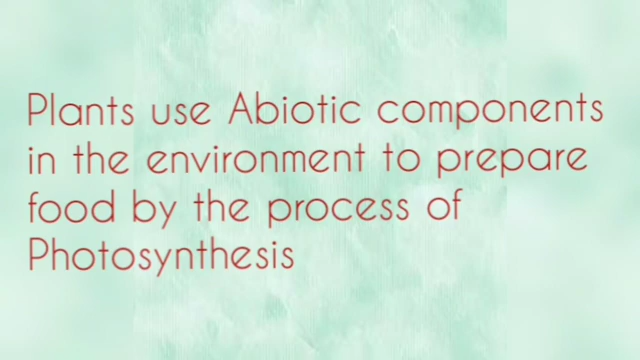 Plants use Abiotic components
in the environment to prepare
food by the process of
Photosynthesis